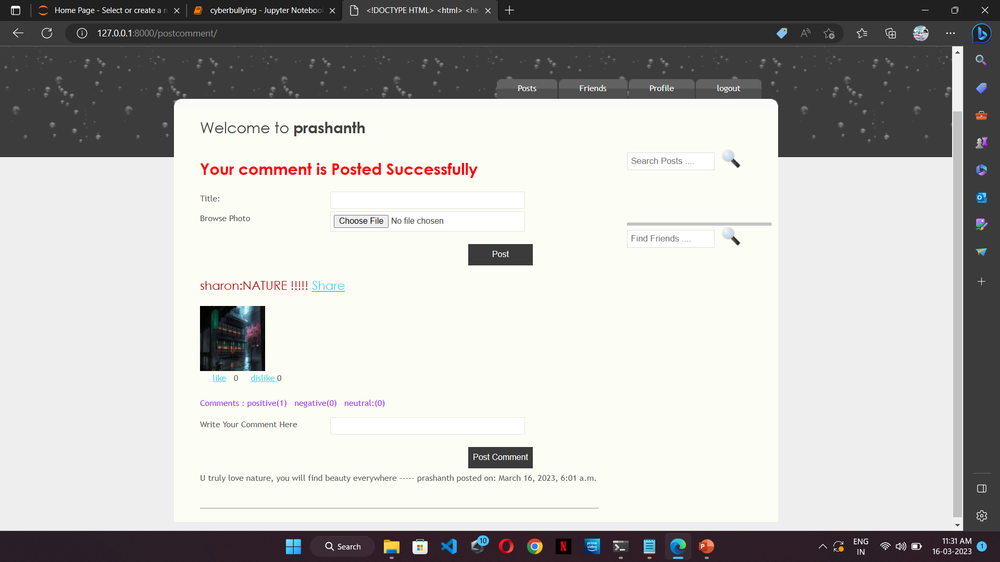 Home Page - Select or create a n
cyberbullying - Jupyter Notebook
<!DOCTYPE HTML> <html> <he
127.0.0.1:8000/postcomment/
Posts
Friends
Profile
logout
Welcome to prashanth
Your comment is Posted Successfully
Search Posts ....
Title:
Browse Photo
Choose File No file chosen
Find Friends ....
Post
sharon:NATURE !!!!! Share
like 0 dislike 0
Comments : positive(1) negative(0) neutral:(0)
Write Your Comment Here
Post Comment
U truly love nature, you will find beauty everywhere ----- prashanth posted on: March 16, 2023, 6:01 a.m.
Search
10
N
prime video
P
ENG
IN
11:31 AM
16-03-2023
1